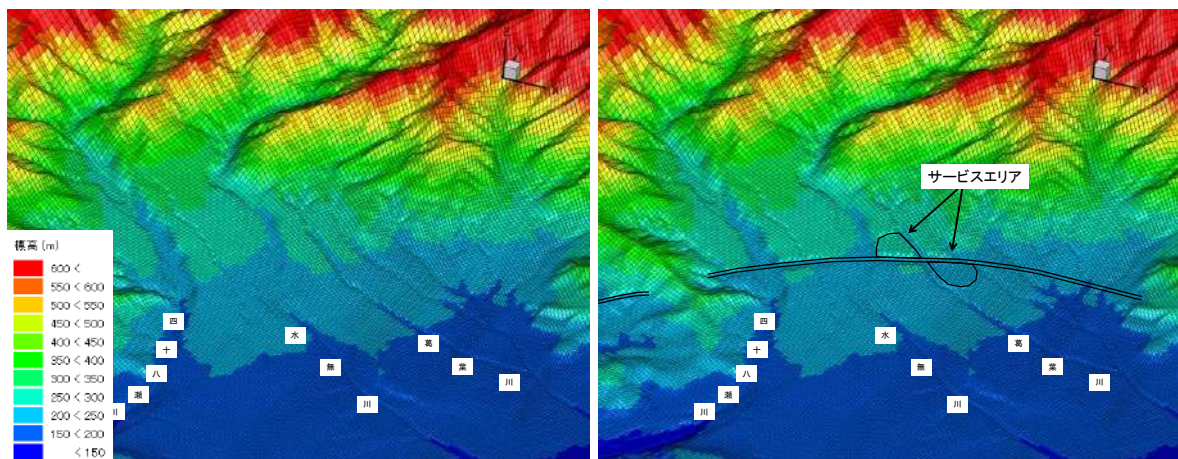 標高 (m)
600 <
550 < 600
500 < 550
450 < 500
400 < 450
350 < 400
300 < 350
250 < 300
200 < 250
150 < 200
< 150
四
十
八
瀬
川
水
無
川
葛
葉
川
サービスエリア
四
十
八
瀬
川
水
無
川
葛
葉
川